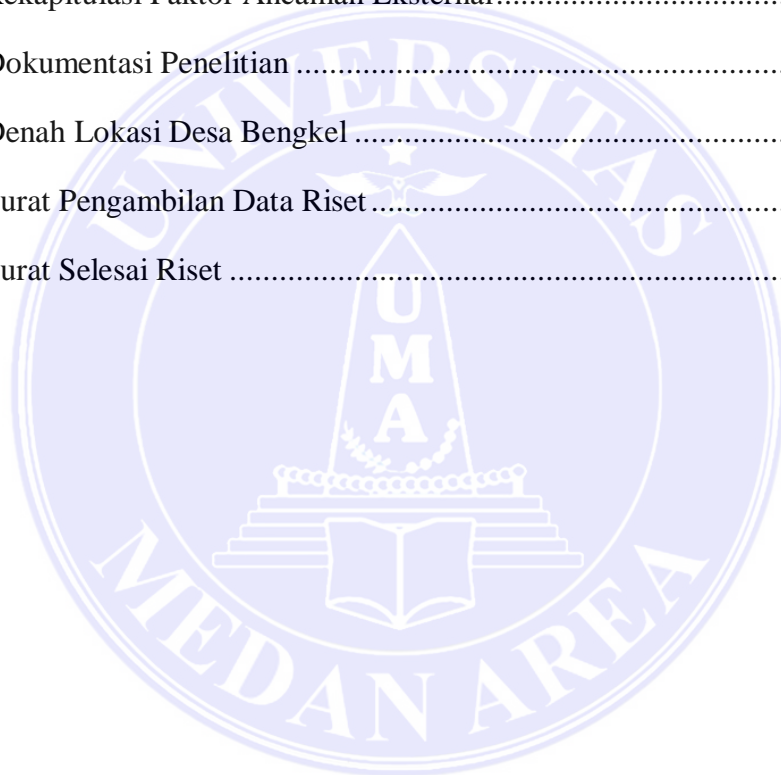 ekapitulasi Faktor Ancaman Eksternal........................................
Dokumentasi Penelitian ...............................................................
Denah Lokasi Desa Bengkel .......................................................
urat Pengambilan Data Riset .....................................................
urat Selesai Riset ........................................................................
UNIVERSITAS
U
M
A
MEDAN AREA